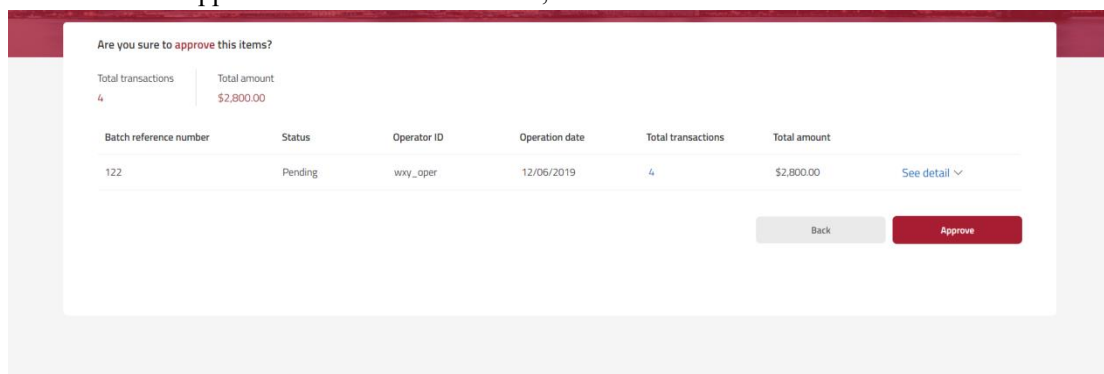 Are you sure to approve this items?
Total transactions Total amount
4 $2,800.00
Batch reference number Status Operator ID Operation date Total transactions Total amount
122 Pending wxy_oper 12/06/2019 4 $2,800.00 See detail
Back Approve